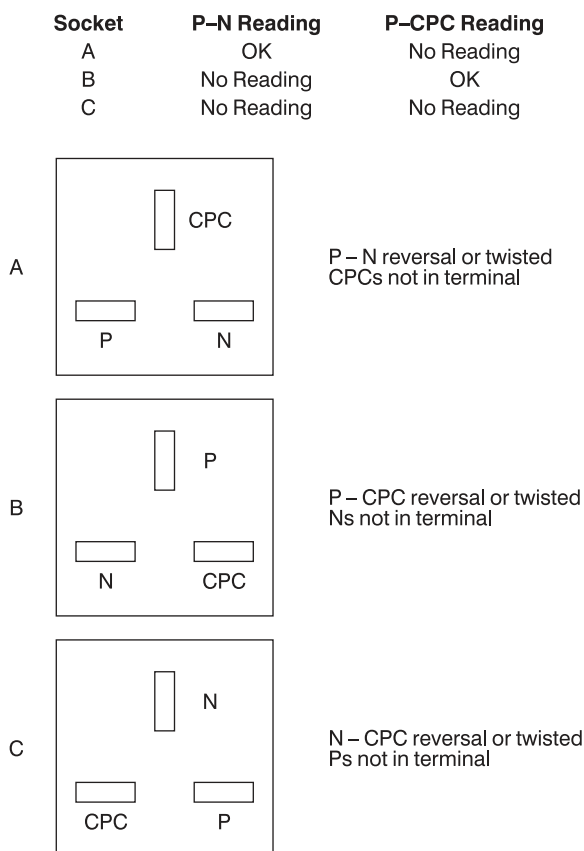 Socket P–N Reading P–CPC Reading
A OK No Reading
B No Reading OK
C No Reading No Reading
CPC
A
P – N reversal or twisted
CPCs not in terminal
P N
P
B
P – CPC reversal or twisted
Ns not in terminal
N CPC
N
C
N – CPC reversal or twisted
Ps not in terminal
CPC P